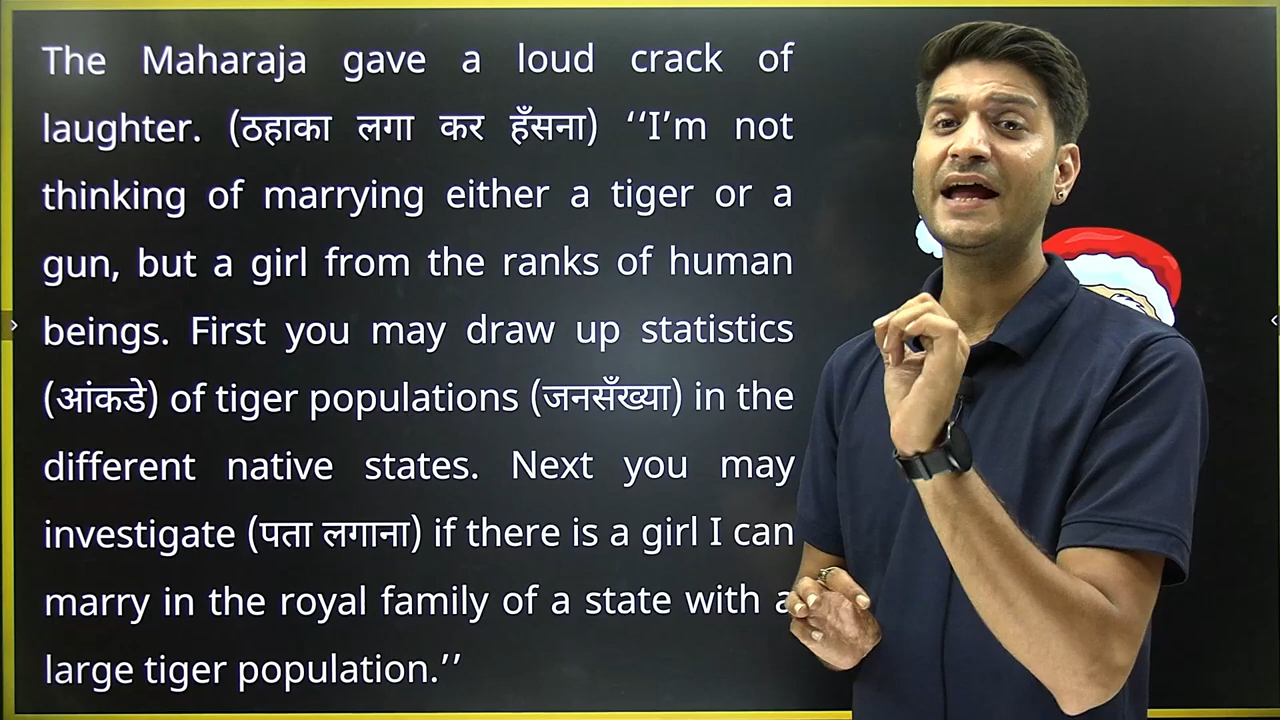 The Maharaja gave a loud crack of
laughter. (ठहाका लगा कर हँसना) ‘‘I’m not
thinking of marrying either a tiger or a
gun, but a girl from the ranks of human
beings. First you may draw up statistics
(आंकडे) of tiger populations (जनसँख्या) in the
different native states. Next you may
investigate (पता लगाना) if there is a girl I can
marry in the royal family of a state with a
large tiger population.’’